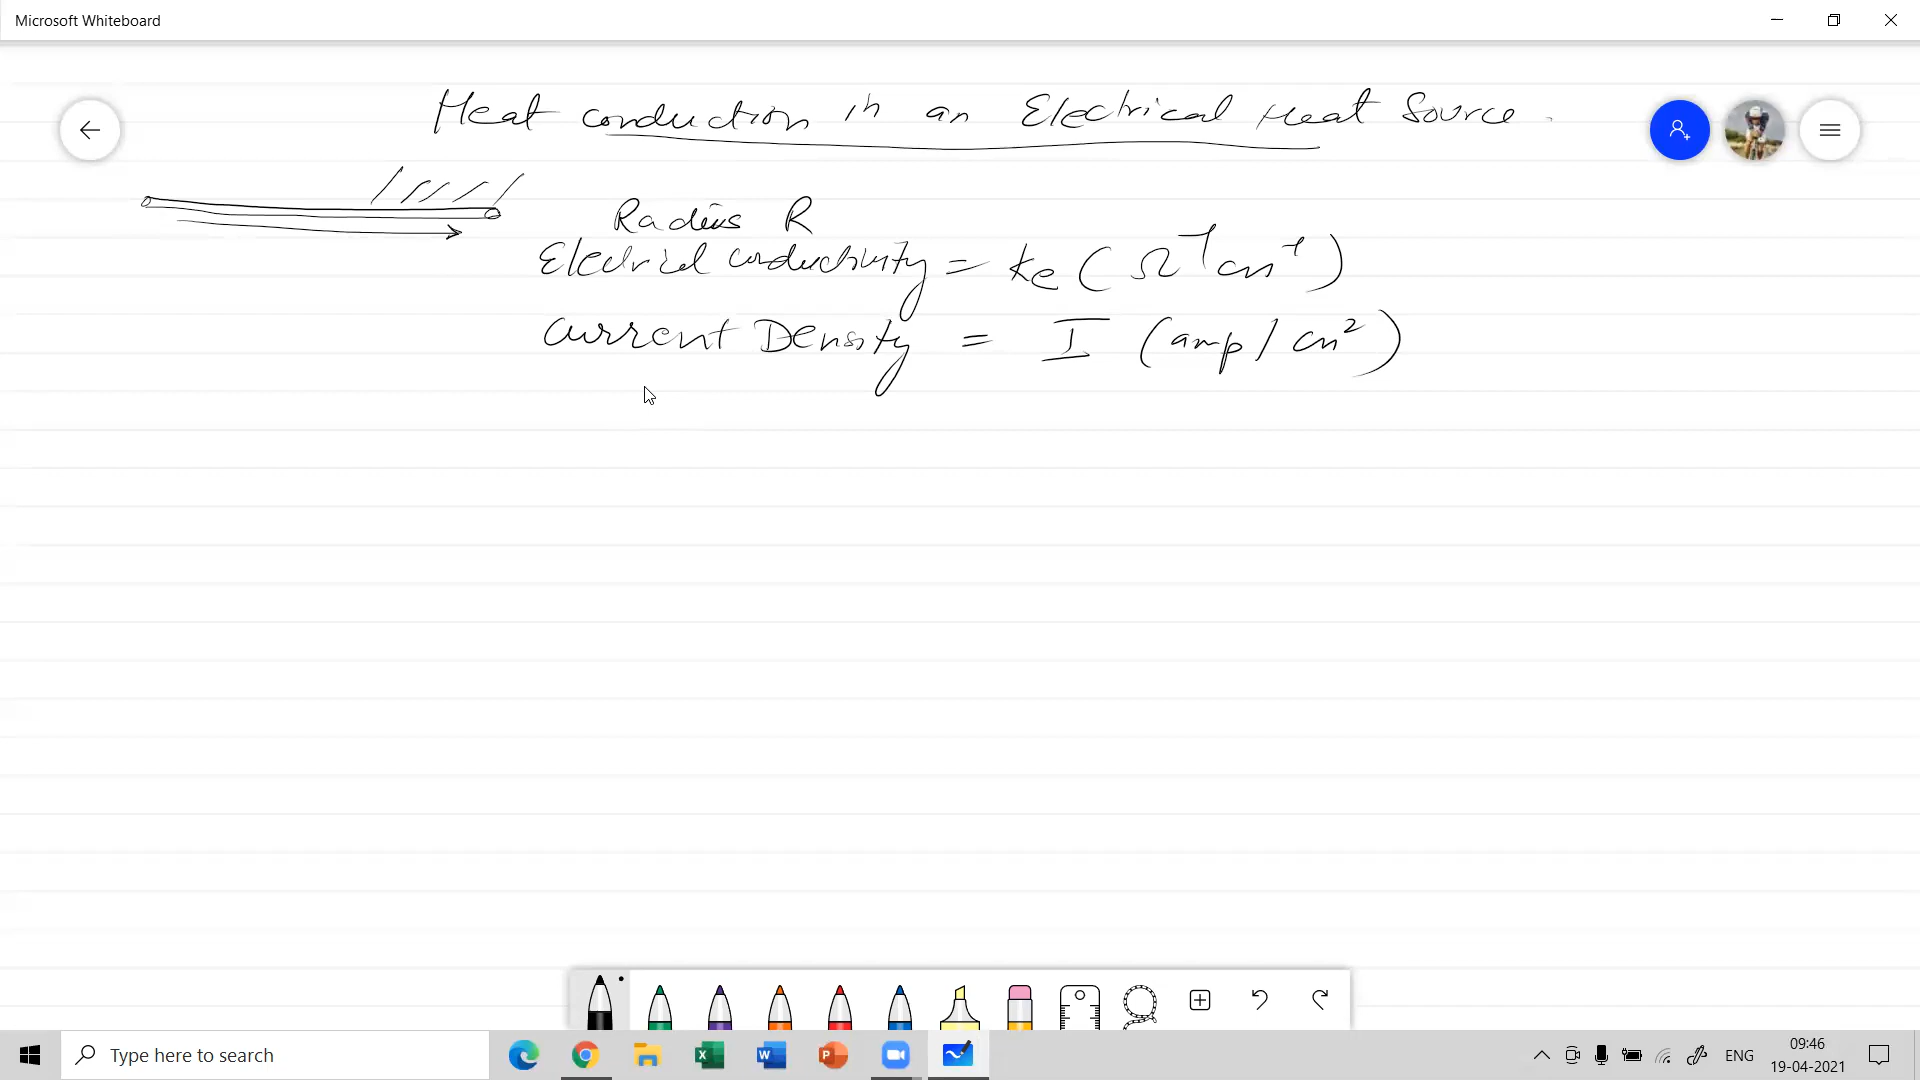 Microsoft Whiteboard
Heat conduction in an Electrical Heat Source.
Radius R
Electrical conductivity = ke (Ω⁻¹cm⁻¹)
Current Density = I (amp/cm²)
Type here to search
ENG
09:46
19-04-2021